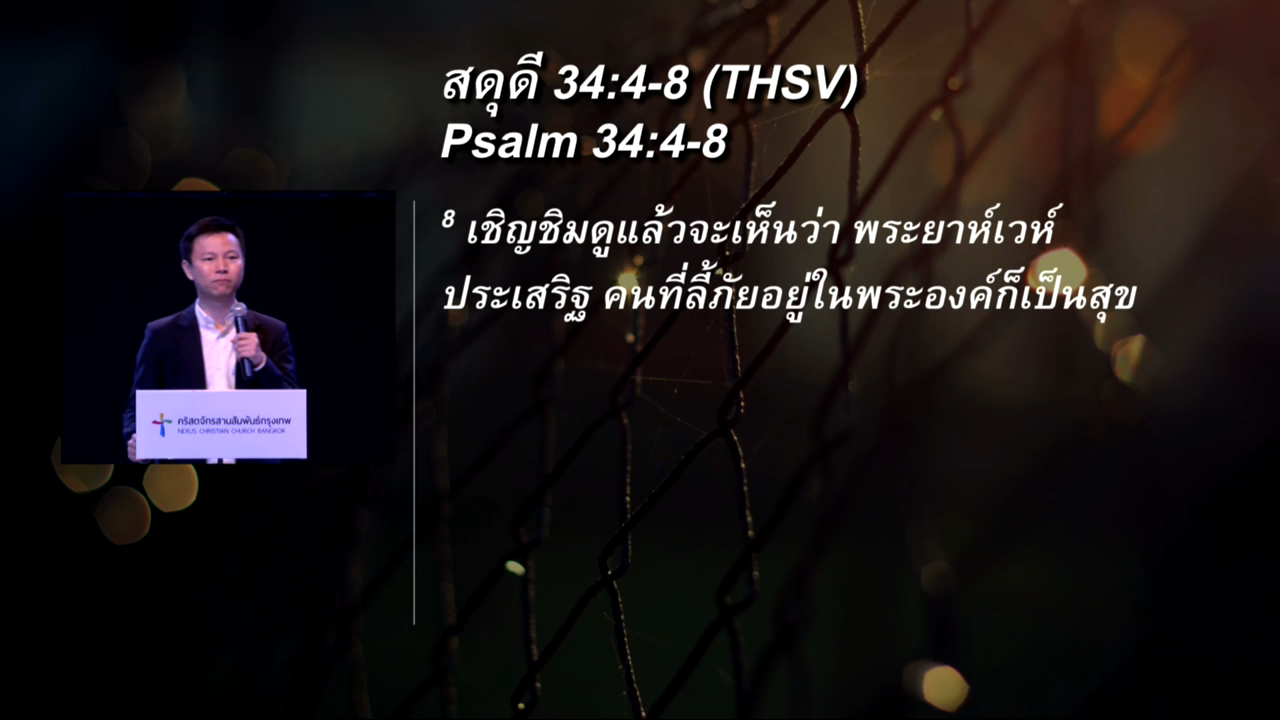 สดุดี 34:4-8 (THSV)
Psalm 34:4-8
⁸ เชิญชิมดูแล้วจะเห็นว่า พระยาห์เวห์
ประเสริฐ คนที่ลี้ภัยอยู่ในพระองค์ก็เป็นสุข
คริสตจักรสานสัมพันธ์กรุงเทพ
NEXUS CHRISTIAN CHURCH BANGKOK